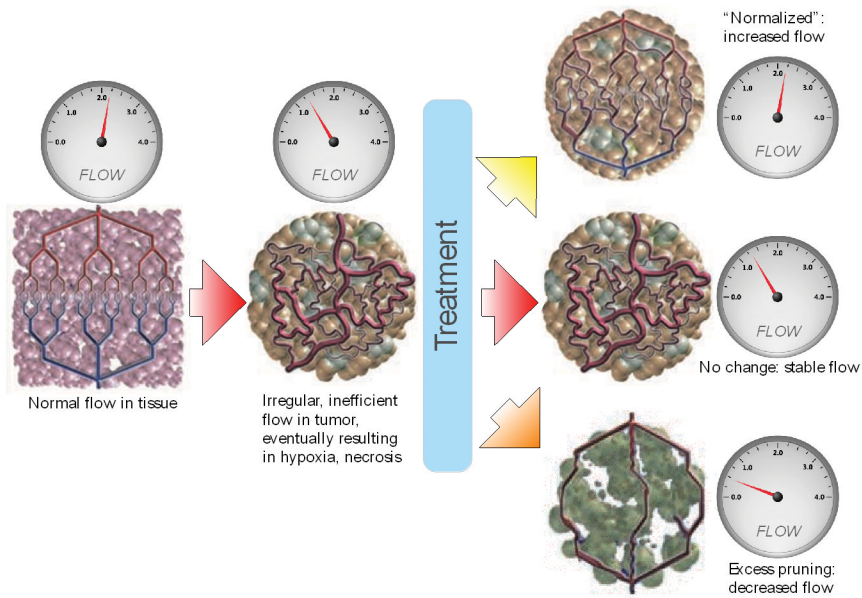 “Normalized”:
increased flow
0.0
1.0
2.0
3.0
4.0
FLOW
0.0
1.0
2.0
3.0
4.0
FLOW
0.0
1.0
2.0
3.0
4.0
FLOW
Treatment
0.0
1.0
2.0
3.0
4.0
FLOW
No change: stable flow
Normal flow in tissue
Irregular, inefficient
flow in tumor,
eventually resulting
in hypoxia, necrosis
0.0
1.0
2.0
3.0
4.0
FLOW
Excess pruning:
decreased flow